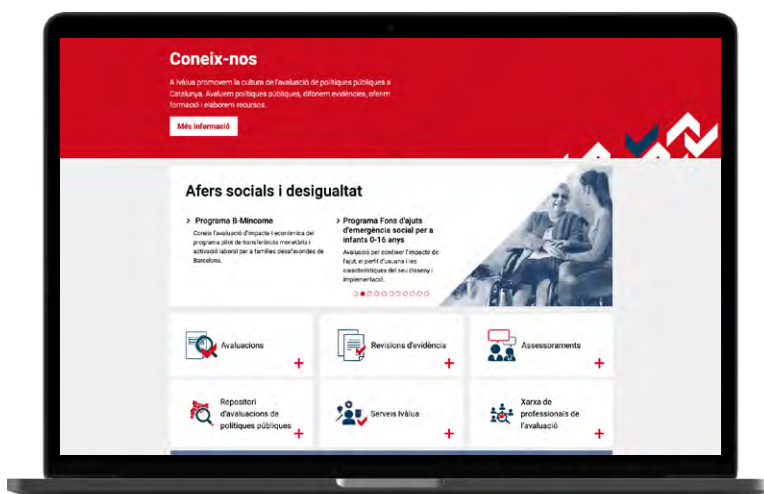 Coneix-nos
A Ivàlua promovem la cultura de l'avaluació de polítiques públiques a
Catalunya. Avaluem polítiques públiques, difonem evidències, oferim
formació i elaborem recursos.
Més informació
Afers socials i desigualtat
> Programa B-Mincome
Coneix l'avaluació d'impacte i econòmica del
programa pilot de transferència monetària i
activació laboral per a famílies desafavorides de
Barcelona.
> Programa Fons d'ajuts
d'emergència social per a
infants 0-16 anys
Avaluació per conèixer l'impacte de
l'ajut, el perfil d'usuaria i les
característiques del seu disseny i
implementació.
Avaluacions
Revisions d'evidència
Assessoraments
Repositori
d'avaluacions de
polítiques públiques
Serveis Ivàlua
Xarxa de
professionals de
l'avaluació